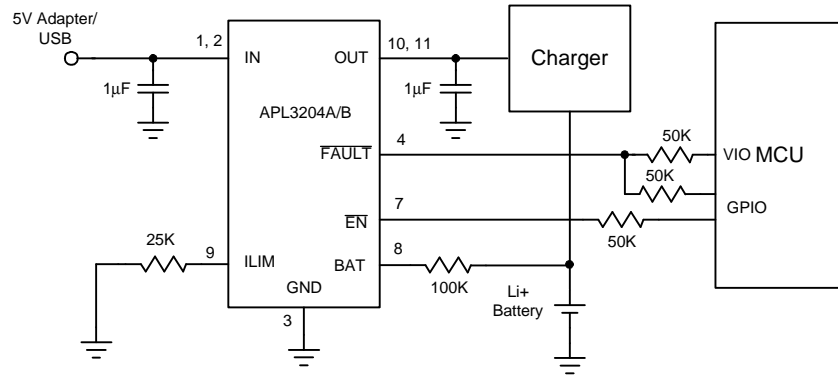 5V Adapter/
USB
1, 2
IN
OUT
10, 11
Charger
1μF
1μF
APL3204A/B
FAULT
4
50K
VIO MCU
50K
GPIO
7
EN
50K
25K
9
ILIM
8
BAT
100K
GND
3
Li+
Battery